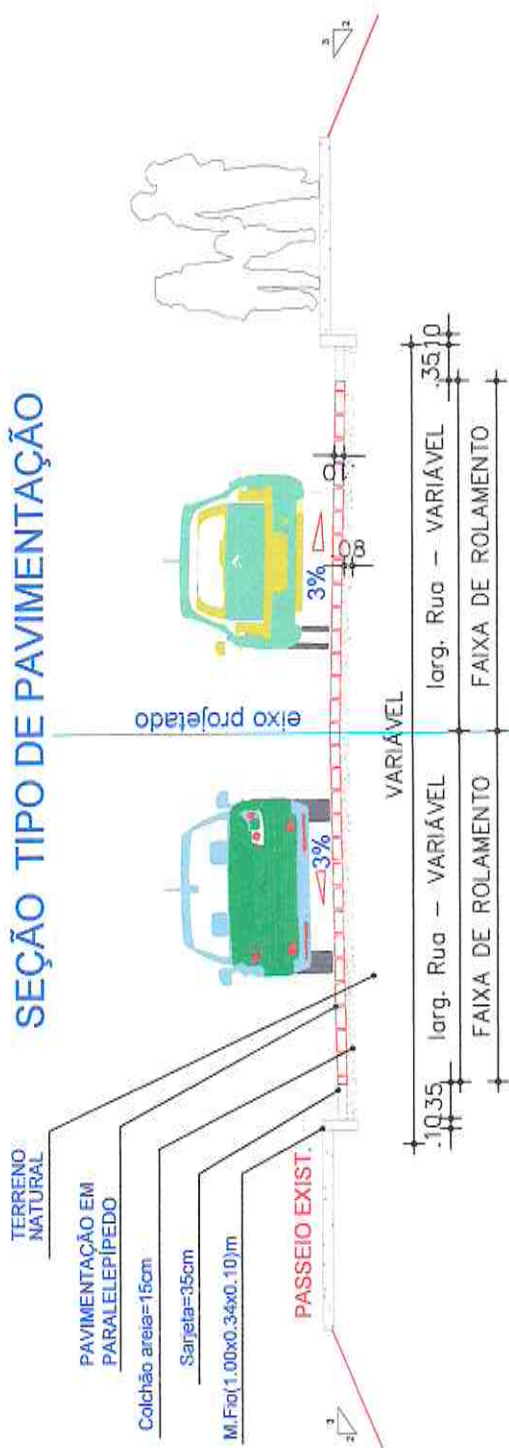 SEÇÃO TIPO DE PAVIMENTAÇÃO
TERRENO
NATURAL
PAVIMENTAÇÃO EM
PARALELEPÍPEDO
Colchão areia=15cm
Sarjeta=35cm
M.Fio(1.00x0.34x0.10)m
PASSEIO EXIST.
eixo projetado
3%
3%
08
3
2
3
2
VARIÁVEL
.10
.35
larg. Rua – VARIÁVEL
larg. Rua – VARIÁVEL
.35
10
FAIXA DE ROLAMENTO
FAIXA DE ROLAMENTO